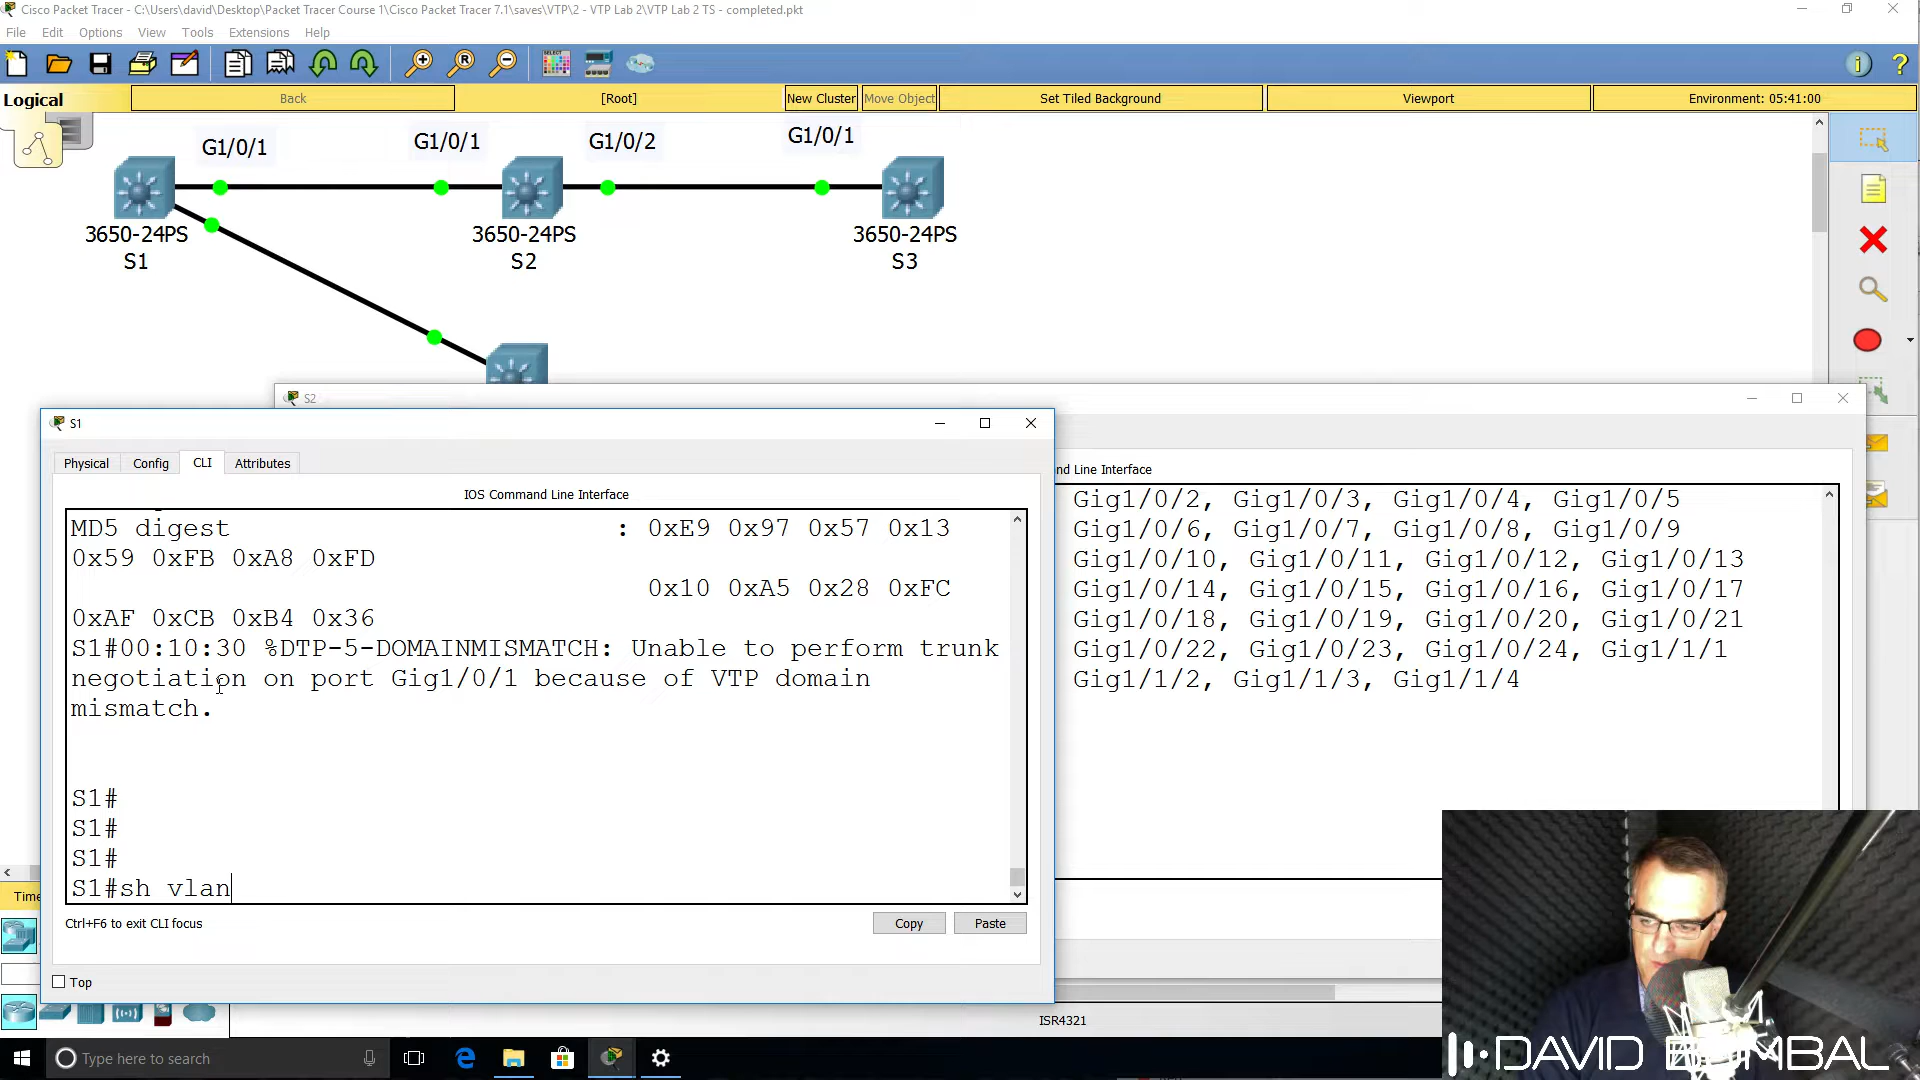 Cisco Packet Tracer - C:\Users\david\Desktop\Packet Tracer Course 1\Cisco Packet Tracer 7.1\saves\VTP\2 - VTP Lab 2\VTP Lab 2 TS - completed.pkt
File Edit Options View Tools Extensions Help
Logical Back [Root] New Cluster Move Object Set Tiled Background Viewport Environment: 05:41:00
G1/0/1 G1/0/1 G1/0/2 G1/0/1
3650-24PS 3650-24PS 3650-24PS
S1 S2 S3
S2
S1
Physical Config CLI Attributes
nd Line Interface
IOS Command Line Interface
Gig1/0/2, Gig1/0/3, Gig1/0/4, Gig1/0/5
Gig1/0/6, Gig1/0/7, Gig1/0/8, Gig1/0/9
Gig1/0/10, Gig1/0/11, Gig1/0/12, Gig1/0/13
Gig1/0/14, Gig1/0/15, Gig1/0/16, Gig1/0/17
Gig1/0/18, Gig1/0/19, Gig1/0/20, Gig1/0/21
Gig1/0/22, Gig1/0/23, Gig1/0/24, Gig1/1/1
Gig1/1/2, Gig1/1/3, Gig1/1/4
MD5 digest : 0xE9 0x97 0x57 0x13
0x59 0xFB 0xA8 0xFD
0x10 0xA5 0x28 0xFC
0xAF 0xCB 0xB4 0x36
S1#00:10:30 %DTP-5-DOMAINMISMATCH: Unable to perform trunk
negotiation on port Gig1/0/1 because of VTP domain
mismatch.
S1#
S1#
S1#
S1#sh vlan
Ctrl+F6 to exit CLI focus Copy Paste
Top
Time
ISR4321
Type here to search
DAVID BOMBAL